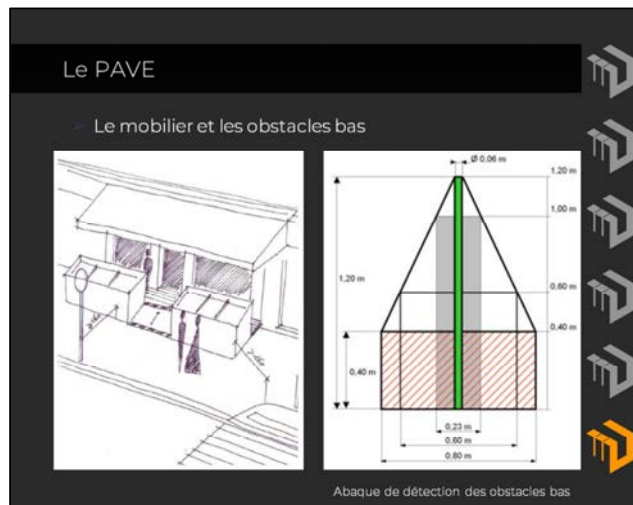 Le PAVE
Le mobilier et les obstacles bas
Ø 0,06 m
1,20 m
1,00 m
1,20 m
0,60 m
0,40 m
0,40 m
0,23 m
0.60 m
0.80 m
Abaque de détection des obstacles bas